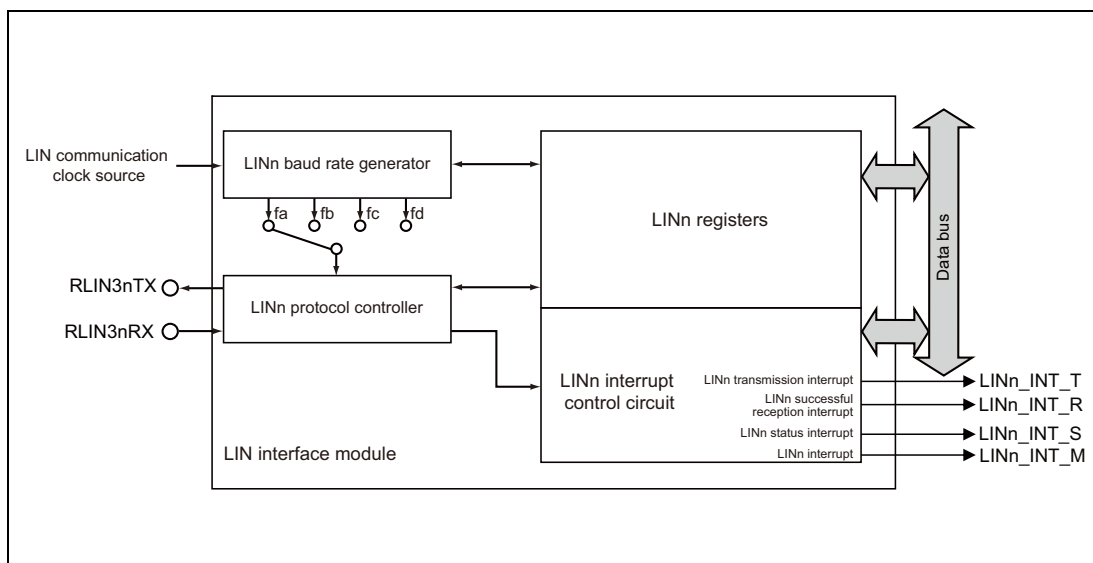 LIN communication
clock source
LINn baud rate generator
fa
fb
fc
fd
RLIN3nTX
RLIN3nRX
LINn protocol controller
LIN interface module
LINn registers
LINn interrupt
control circuit
LINn transmission interrupt
LINn successful
reception interrupt
LINn status interrupt
LINn interrupt
Data bus
LINn_INT_T
LINn_INT_R
LINn_INT_S
LINn_INT_M